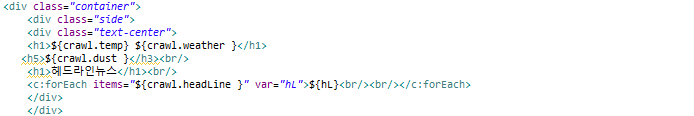 <div class="container">
<div class="side">
<div class="text-center">
<h1>${crawl.temp} ${crawl.weather }</h1>
<h5>${crawl.dust }</h3><br/>
<h1>헤드라인뉴스</h1><br/>
<c:forEach items="${crawl.headLine }" var="hL">${hL}<br/><br/></c:forEach>
</div>
</div>